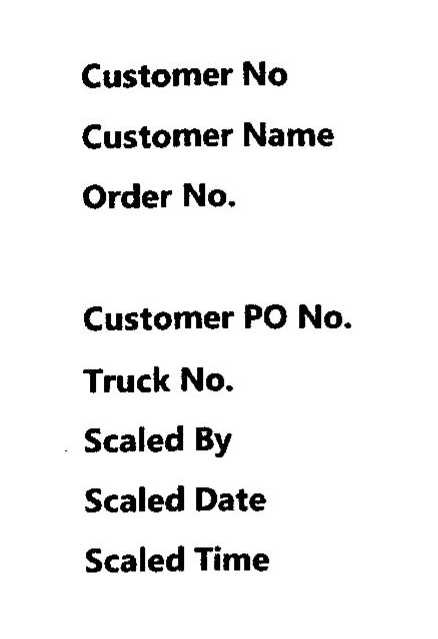 Customer No
Customer Name
Order No.
Customer PO No.
Truck No.
Scaled By
Scaled Date
Scaled Time